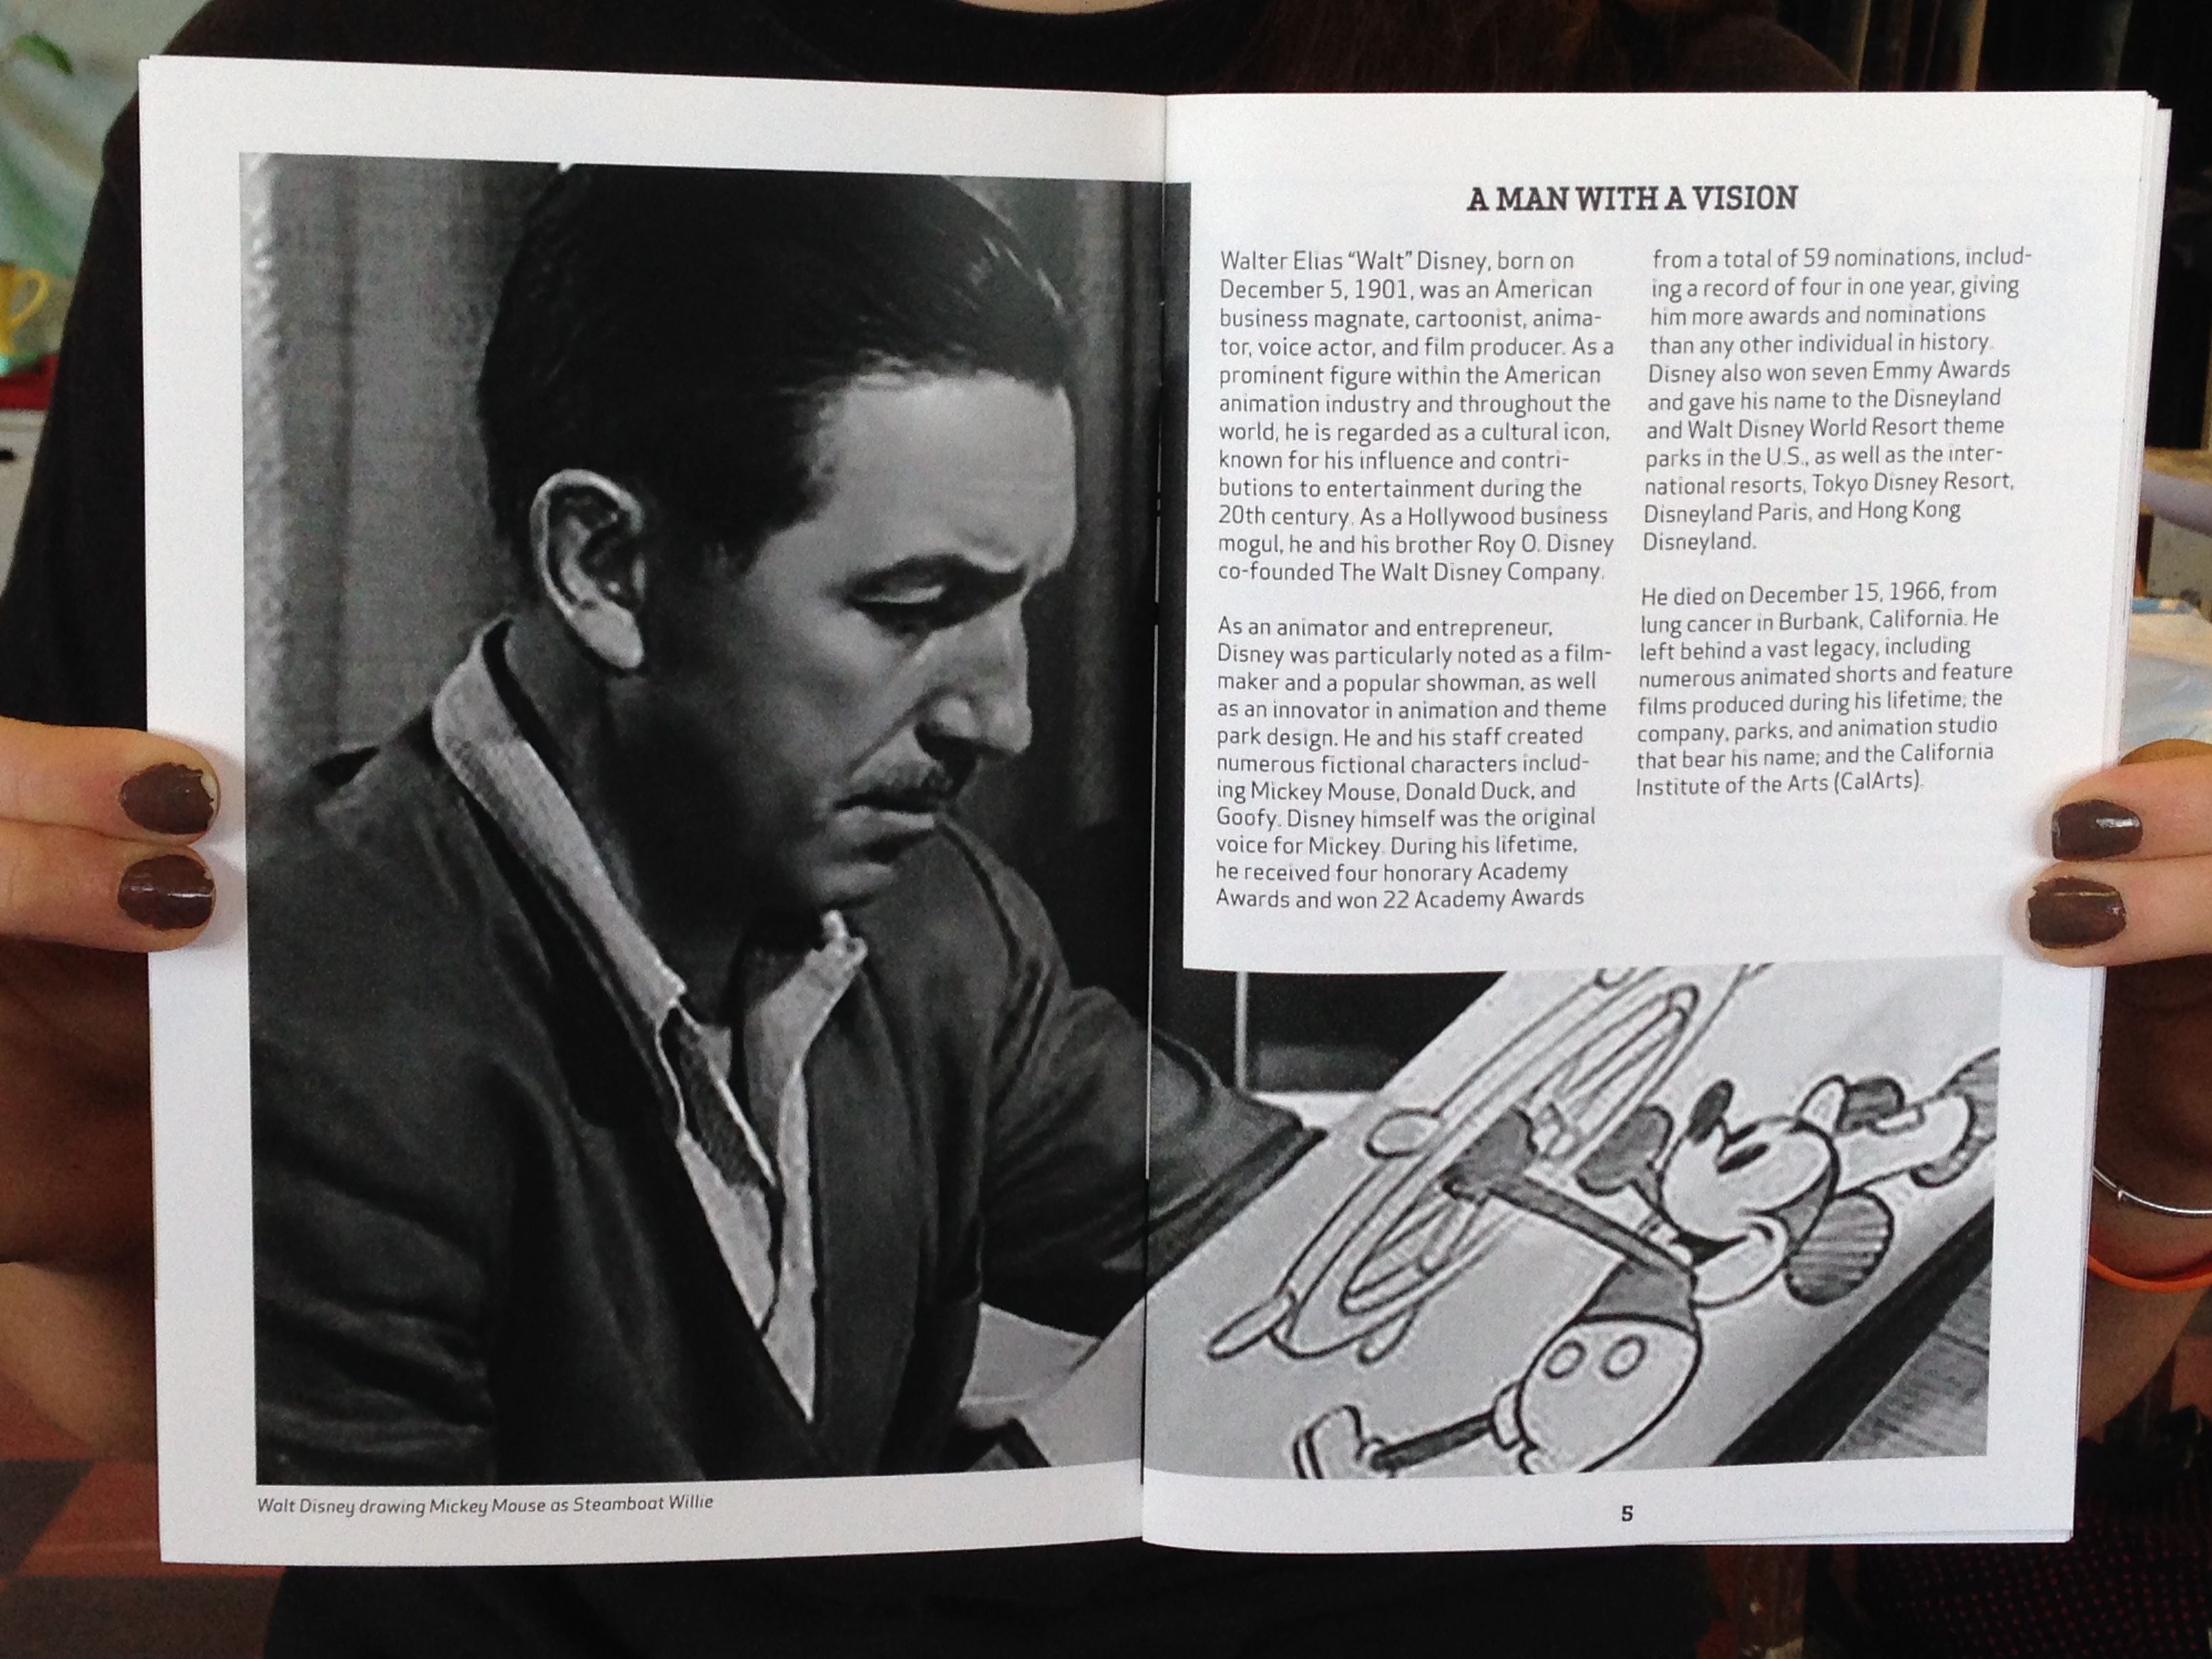 A MAN WITH A VISION
Walter Elias “Walt” Disney, born on
December 5, 1901, was an American
business magnate, cartoonist, anima-
tor, voice actor, and film producer. As a
prominent figure within the American
animation industry and throughout the
world, he is regarded as a cultural icon,
known for his influence and contri-
butions to entertainment during the
20th century. As a Hollywood business
mogul, he and his brother Roy O. Disney
co-founded The Walt Disney Company.
As an animator and entrepreneur,
Disney was particularly noted as a film-
maker and a popular showman, as well
as an innovator in animation and theme
park design. He and his staff created
numerous fictional characters includ-
ing Mickey Mouse, Donald Duck, and
Goofy. Disney himself was the original
voice for Mickey. During his lifetime,
he received four honorary Academy
Awards and won 22 Academy Awards
from a total of 59 nominations, includ-
ing a record of four in one year, giving
him more awards and nominations
than any other individual in history.
Disney also won seven Emmy Awards
and gave his name to the Disneyland
and Walt Disney World Resort theme
parks in the U.S., as well as the inter-
national resorts, Tokyo Disney Resort,
Disneyland Paris, and Hong Kong
Disneyland.
He died on December 15, 1966, from
lung cancer in Burbank, California. He
left behind a vast legacy, including
numerous animated shorts and feature
films produced during his lifetime; the
company, parks, and animation studio
that bear his name; and the California
Institute of the Arts (CalArts).
Walt Disney drawing Mickey Mouse as Steamboat Willie
5